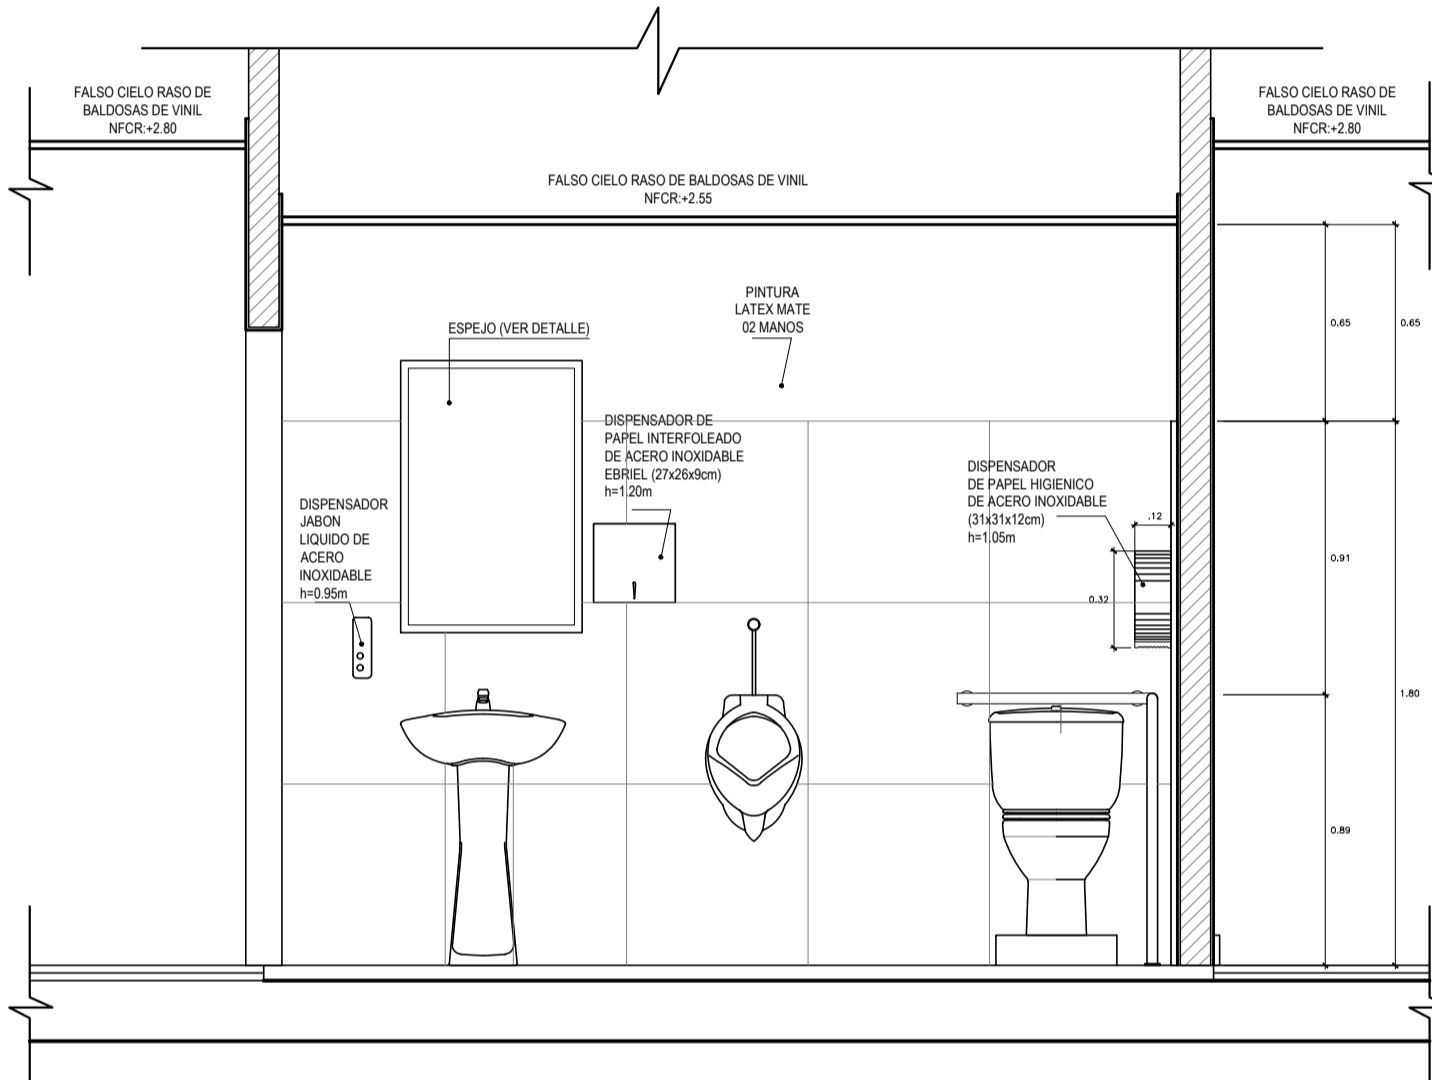 FALSO CIELO RASO DE
BALDOSAS DE VINIL
NFCR:+2.80
FALSO CIELO RASO DE
BALDOSAS DE VINIL
NFCR:+2.80
FALSO CIELO RASO DE BALDOSAS DE VINIL
NFCR:+2.55
PINTURA
LATEX MATE
02 MANOS
ESPEJO (VER DETALLE)
0.65
0.65
DISPENSADOR DE
PAPEL INTERFOLEADO
DE ACERO INOXIDABLE
EBRIEL (27x26x9cm)
h=1.20m
DISPENSADOR
DE PAPEL HIGIENICO
DE ACERO INOXIDABLE
(31x31x12cm)
h=1.05m
DISPENSADOR
JABON
LIQUIDO DE
ACERO
INOXIDABLE
h=0.95m
.12
0.32
0.91
1.80
0.89